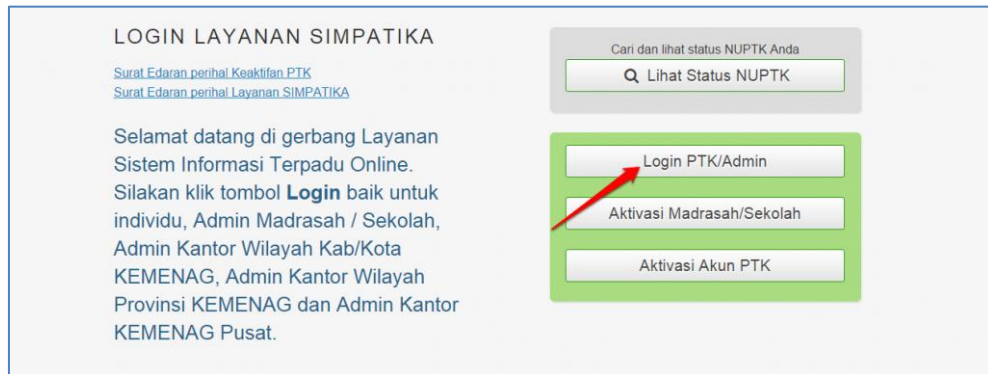 LOGIN LAYANAN SIMPATIKA
Surat Edaran perihal Keaktifan PTK
Surat Edaran perihal Layanan SIMPATIKA
Selamat datang di gerbang Layanan
Sistem Informasi Terpadu Online.
Silakan klik tombol Login baik untuk
individu, Admin Madrasah / Sekolah,
Admin Kantor Wilayah Kab/Kota
KEMENAG, Admin Kantor Wilayah
Provinsi KEMENAG dan Admin Kantor
KEMENAG Pusat.
Cari dan lihat status NUPTK Anda
Lihat Status NUPTK
Login PTK/Admin
Aktivasi Madrasah/Sekolah
Aktivasi Akun PTK